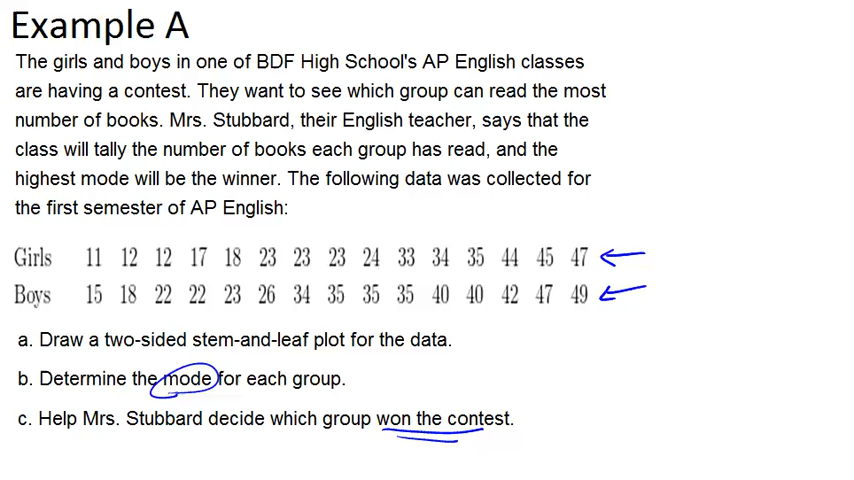 Example A
The girls and boys in one of BDF High School's AP English classes
are having a contest. They want to see which group can read the most
number of books. Mrs. Stubbard, their English teacher, says that the
class will tally the number of books each group has read, and the
highest mode will be the winner. The following data was collected for
the first semester of AP English:
Girls 11 12 12 17 18 23 23 23 24 33 34 35 44 45 47
Boys 15 18 22 22 23 26 34 35 35 35 40 40 42 47 49
a. Draw a two-sided stem-and-leaf plot for the data.
b. Determine the mode for each group.
c. Help Mrs. Stubbard decide which group won the contest.